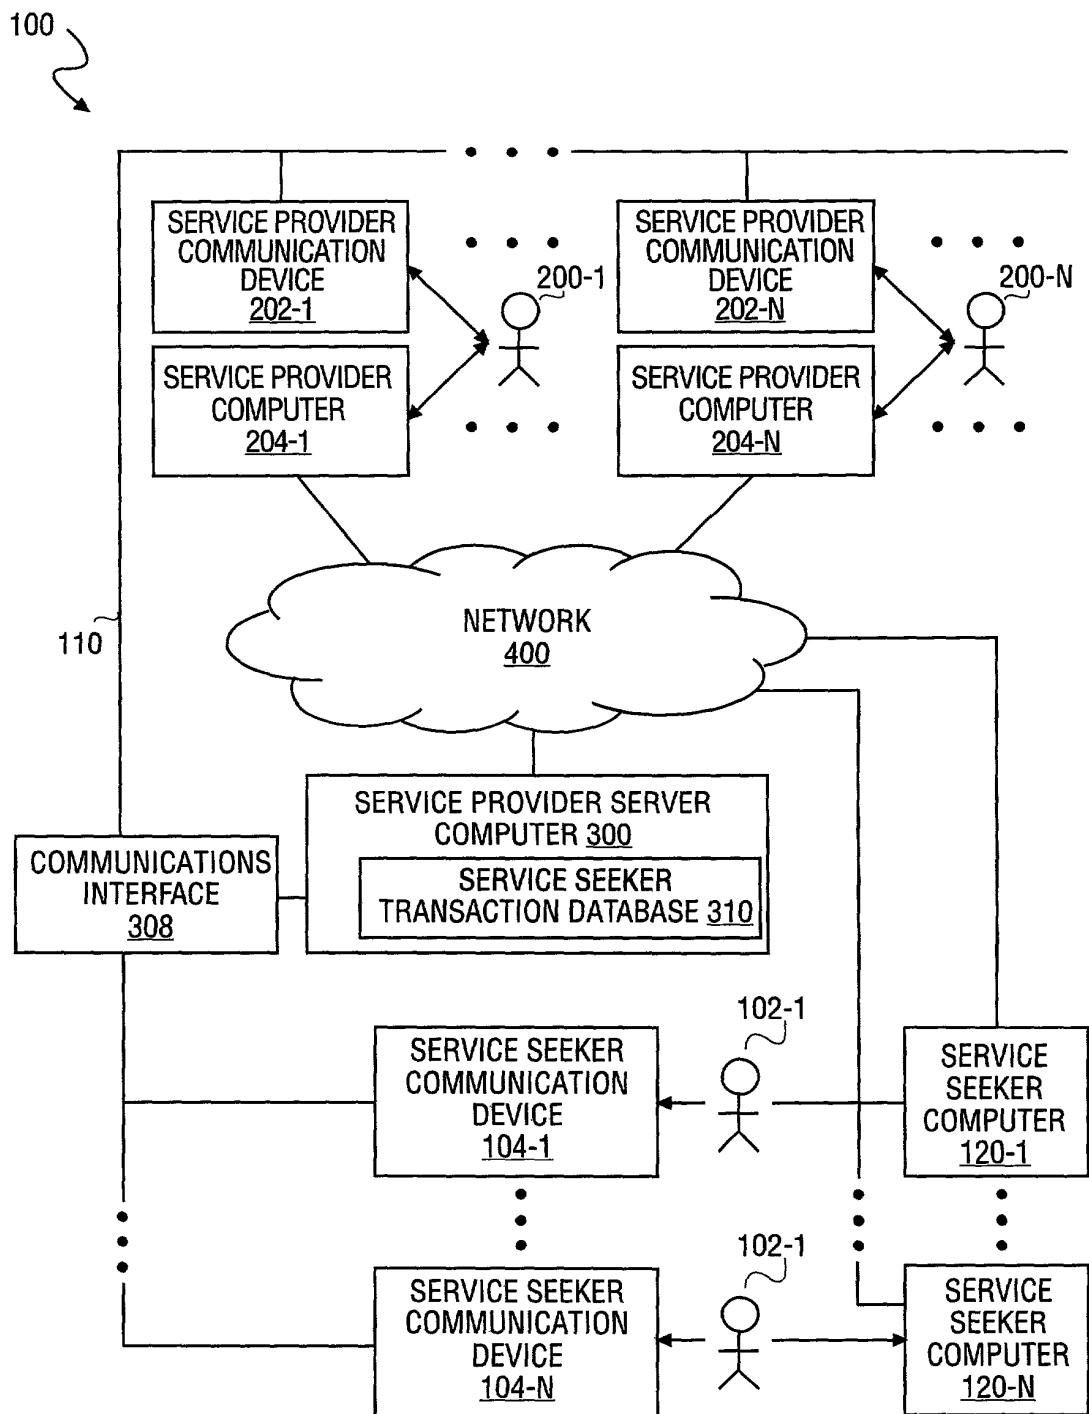 100
SERVICE PROVIDER
COMMUNICATION
DEVICE
202-1
200-1
SERVICE PROVIDER
COMPUTER
204-1
SERVICE PROVIDER
COMMUNICATION
DEVICE
202-N
200-N
SERVICE PROVIDER
COMPUTER
204-N
110
NETWORK
400
SERVICE PROVIDER SERVER
COMPUTER 300
SERVICE SEEKER
TRANSACTION DATABASE 310
COMMUNICATIONS
INTERFACE
308
SERVICE SEEKER
COMMUNICATION
DEVICE
104-1
102-1
SERVICE
SEEKER
COMPUTER
120-1
SERVICE SEEKER
COMMUNICATION
DEVICE
104-N
102-1
SERVICE
SEEKER
COMPUTER
120-N